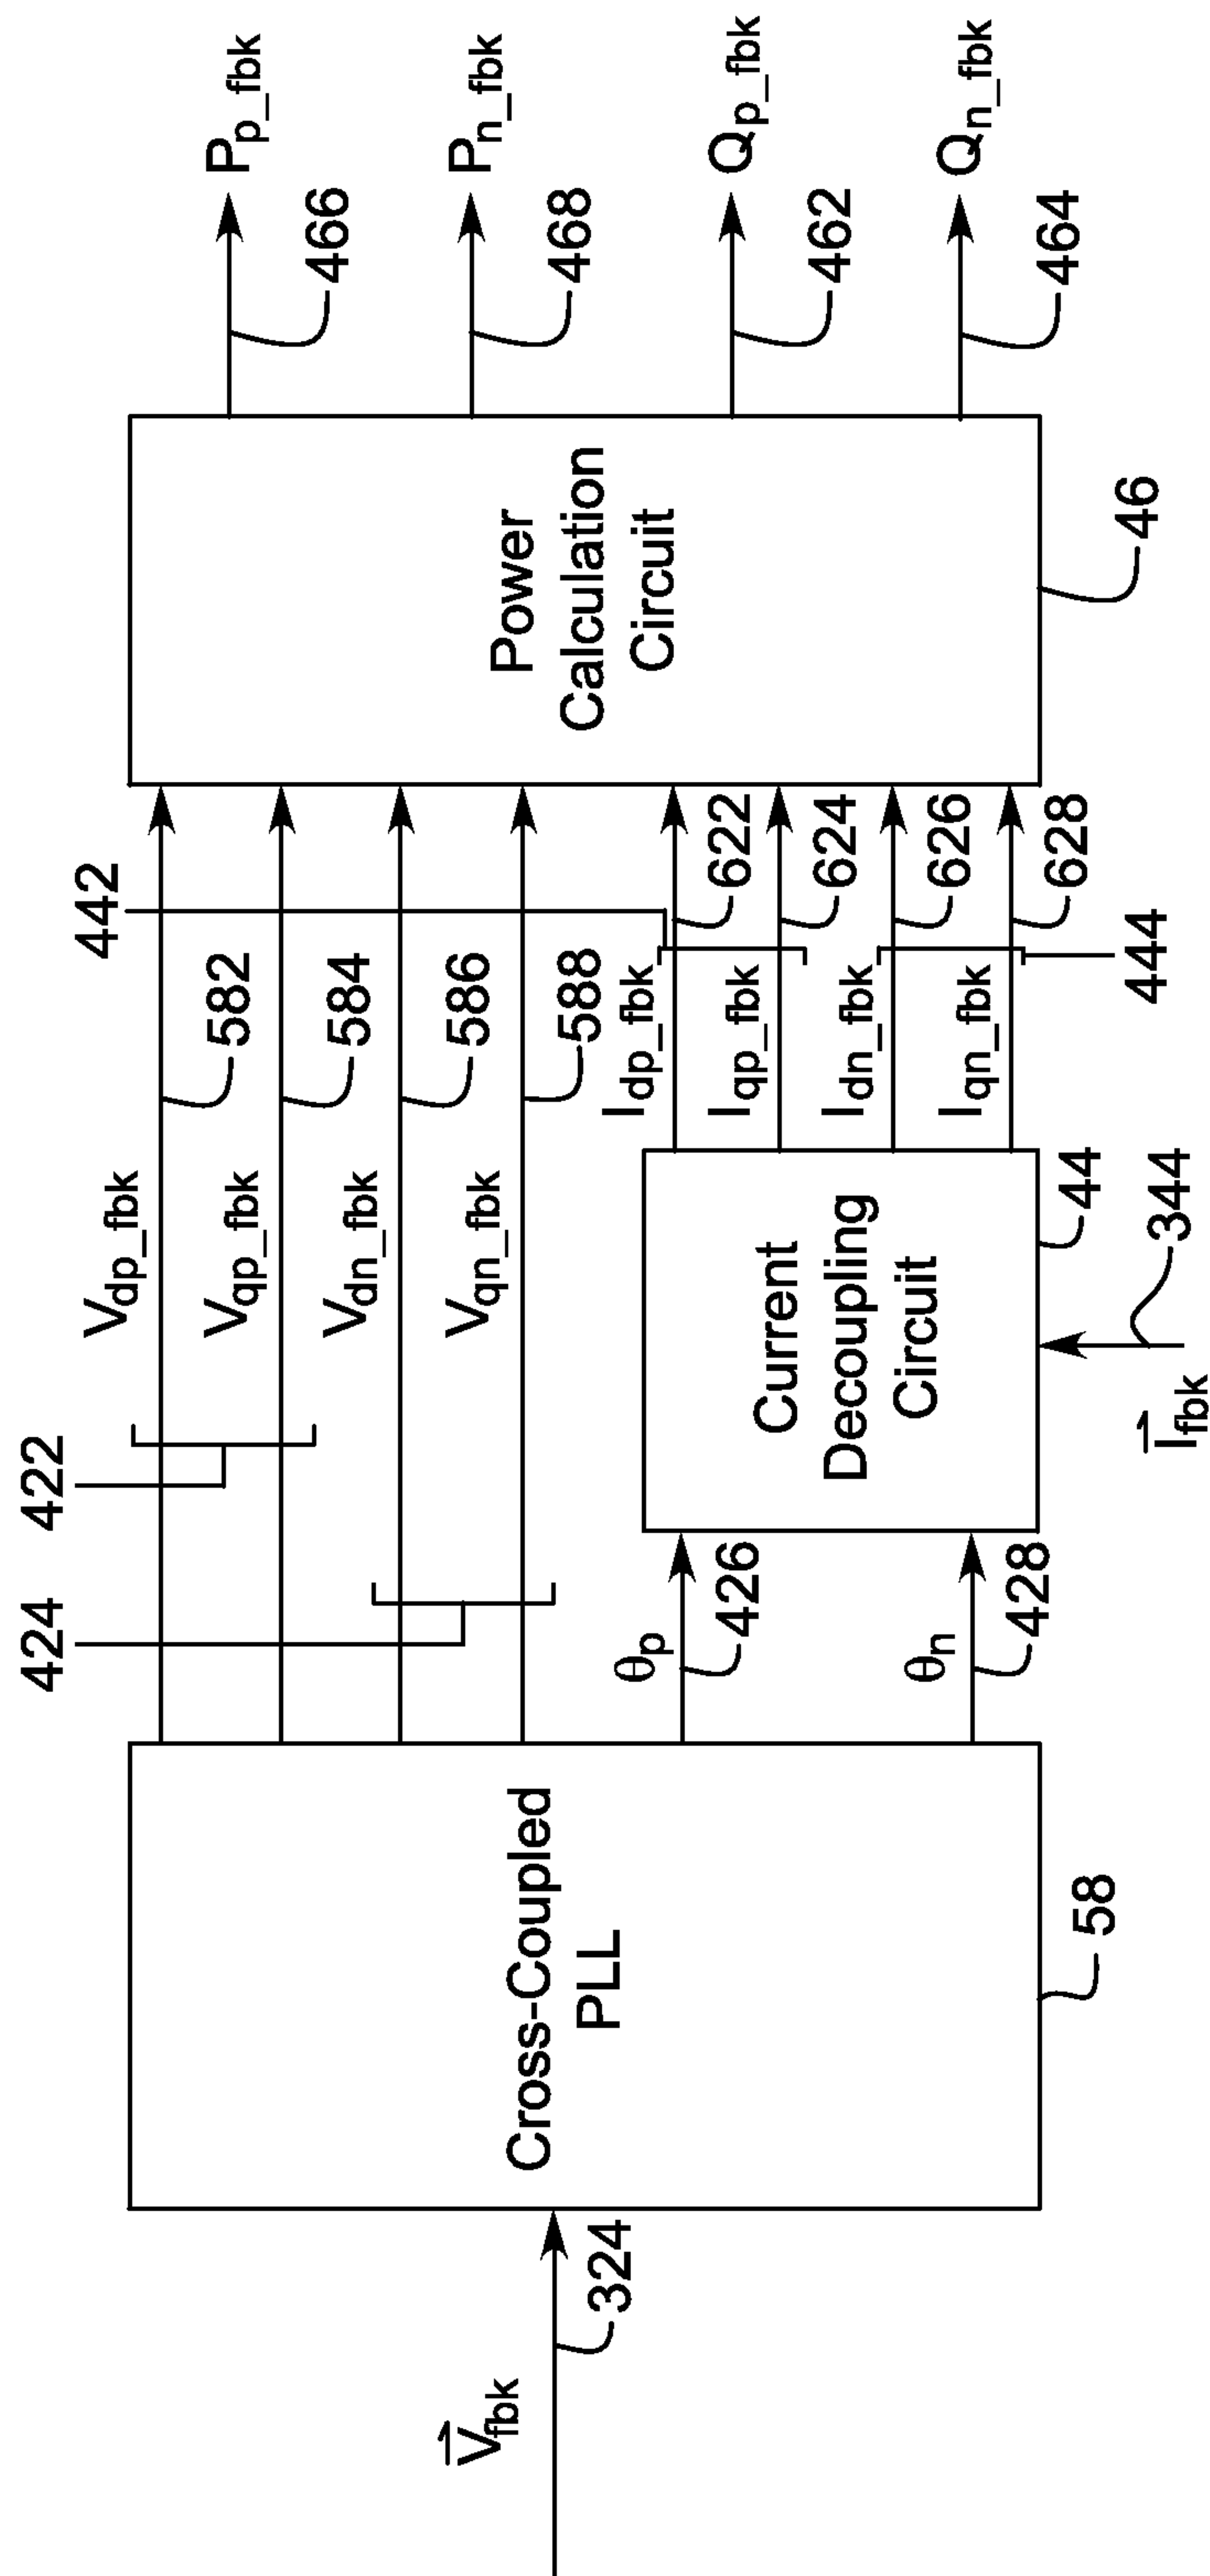 V⃗fbk
324
Cross-Coupled
PLL
58
424
422
Vdp_fbk
582
Vqp_fbk
584
Vdn_fbk
586
Vqn_fbk
588
θp
426
θn
428
Current
Decoupling
Circuit
44
I⃗fbk
344
442
Idp_fbk
622
Iqp_fbk
624
Idn_fbk
626
Iqn_fbk
628
444
Power
Calculation
Circuit
46
Pp_fbk
466
Pn_fbk
468
Qp_fbk
462
Qn_fbk
464